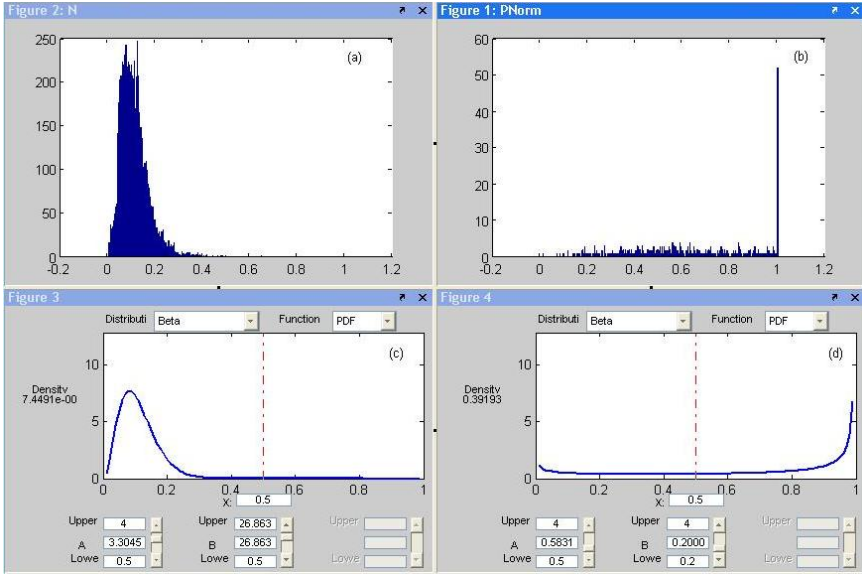 Figure 2: N
250
200
150
100
50
0
-0.2 0 0.2 0.4 0.6 0.8 1 1.2
(a)
Figure 1: PNorm
60
50
40
30
20
10
0
-0.2 0 0.2 0.4 0.6 0.8 1 1.2
(b)
Figure 3
Distributi Beta Function PDF
(c)
Density
7.4491e-00
10
5
0
0 0.2 0.4 0.6 0.8 1
X: 0.5
Upper 4 Upper 26.863 Upper
A 3.3045 B 26.863
Lowe 0.5 Lowe 0.5 Lowe
Figure 4
Distributi Beta Function PDF
(d)
Density
0.39193
10
5
0
0 0.2 0.4 0.6 0.8 1
X: 0.5
Upper 4 Upper 4 Upper
A 0.5831 B 0.2000
Lowe 0.5 Lowe 0.2 Lowe